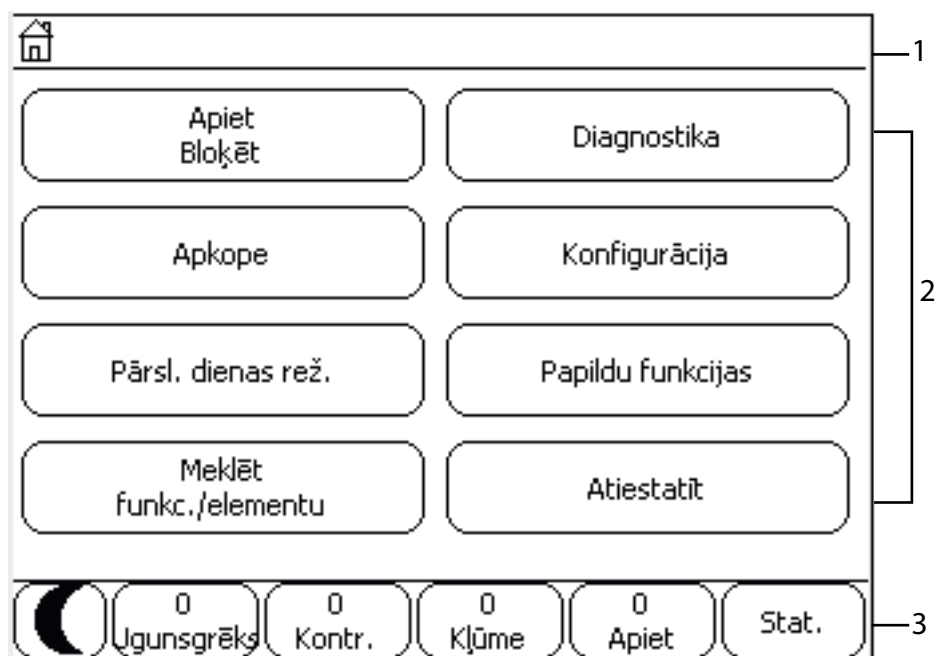 1
Apiet
Bloķēt
Diagnostika
Apkope
Konfigurācija
2
Pārsl. dienas rež.
Papildu funkcijas
Meklēt
funkc./elementu
Atiestatīt
0
Ugunsgrēks
0
Kontr.
0
Kļūme
0
Apiet
Stat.
3